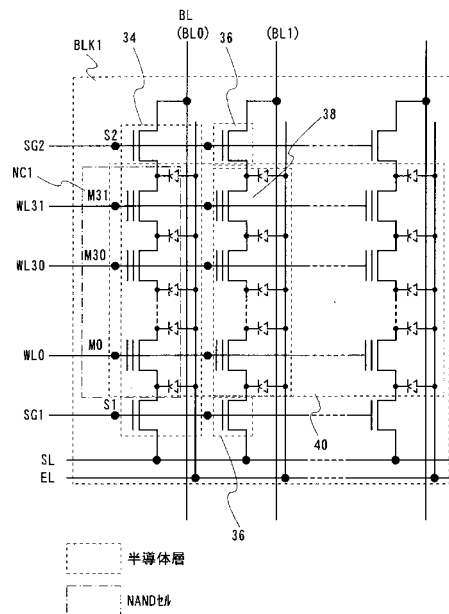 BL
(BL0) (BL1)
BLK1
34
36
S2
38
SG2
NC1
M31
WL31
M30
WL30
M0
WL0
S1
SG1
40
SL
EL
36
半導体層
NANDセル